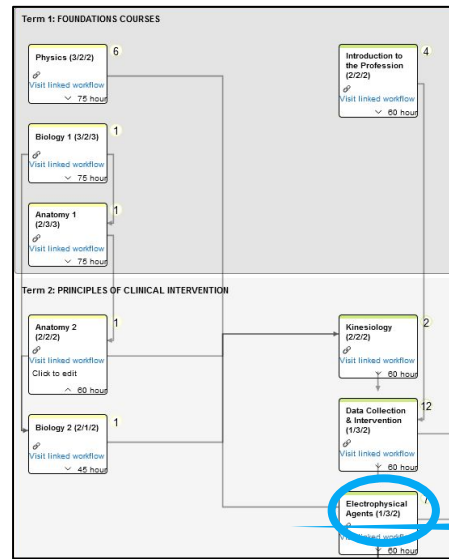 Term 1: FOUNDATIONS COURSES
Physics (3/2/2)
6
Visit linked workflow
75 hour
Introduction to
the Profession
(2/2/2)
4
Visit linked workflow
60 hour
Biology 1 (3/2/3)
1
Visit linked workflow
75 hour
Anatomy 1
(2/3/3)
1
Visit linked workflow
75 hour
Term 2: PRINCIPLES OF CLINICAL INTERVENTION
Anatomy 2
(2/2/2)
1
Visit linked workflow
Click to edit
60 hour
Kinesiology
(2/2/2)
2
Visit linked workflow
60 hour
Biology 2 (2/1/2)
1
Visit linked workflow
45 hour
Data Collection
& Intervention
(1/3/2)
12
Visit linked workflow
60 hour
Electrophysical
Agents (1/3/2)
7
Visit linked workflow
60 hour